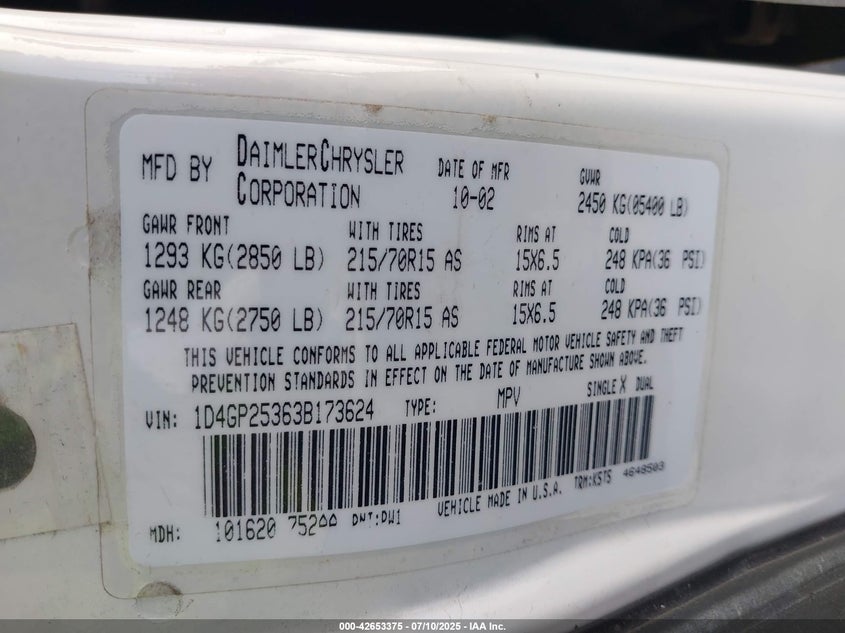 MFD BY DAIMLERCHRYSLER CORPORATION DATE OF MFR 10-02 GVWR 2450 KG(05400 LB)
GAWR FRONT WITH TIRES RIMS AT COLD
1293 KG(2850 LB) 215/70R15 AS 15X6.5 248 KPA(36 PSI)
GAWR REAR WITH TIRES RIMS AT COLD
1248 KG(2750 LB) 215/70R15 AS 15X6.5 248 KPA(36 PSI)
THIS VEHICLE CONFORMS TO ALL APPLICABLE FEDERAL MOTOR VEHICLE SAFETY AND THEFT
PREVENTION STANDARDS IN EFFECT ON THE DATE OF MANUFACTURE SHOWN ABOVE.
VIN: 1D4GP25363B173624 TYPE: MPV SINGLE X DUAL
MDH: 101620 PNT:PW1 VEHICLE MADE IN U.S.A. TRM:K5T5 4648503
000-42653375 - 07/10/2025 - IAA Inc.